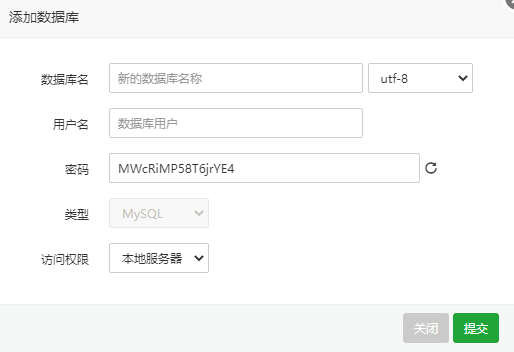 添加数据库
数据库名 新的数据库名称 utf-8
用户名 数据库用户
密码 MWcRiMP58T6jrYE4
类型 MySQL
访问权限 本地服务器
关闭 提交